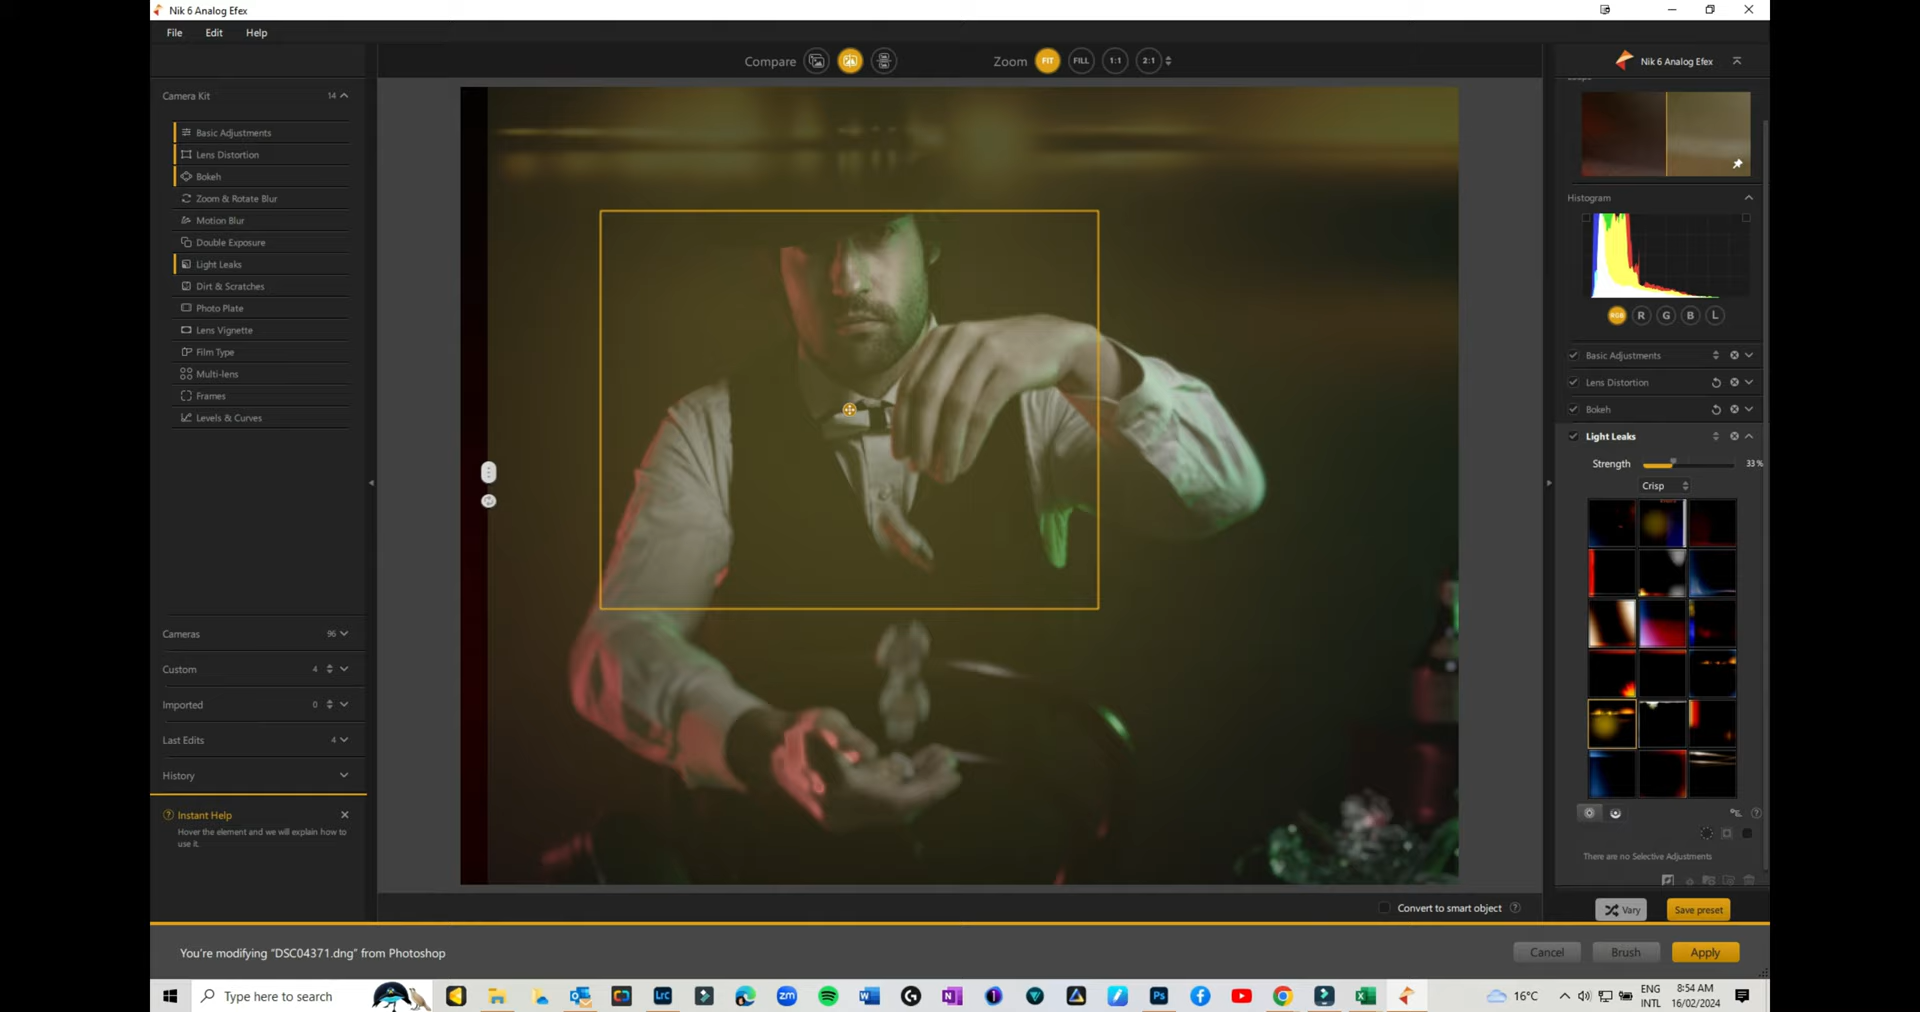 Nik 6 Analog Efex
File Edit Help
Compare
Zoom FIT FILL 1:1 2:1
Nik 6 Analog Efex
Camera Kit 14
Basic Adjustments
Lens Distortion
Bokeh
Zoom & Rotate Blur
Motion Blur
Double Exposure
Light Leaks
Dirt & Scratches
Photo Plate
Lens Vignette
Film Type
Multi-lens
Frames
Levels & Curves
Cameras 96
Custom 4
Imported 0
Last Edits 4
History
Instant Help
Hover the element and we will explain how to
use it.
Histogram
RGB R G B L
Basic Adjustments
Lens Distortion
Bokeh
Light Leaks
Strength 33 %
Crisp
There are no Selective Adjustments
Convert to smart object
Vary Save preset
You're modifying "DSC04371.dng" from Photoshop
Cancel Brush Apply
Type here to search
Lrc
zm
Ps
16°C
ENG
INTL
8:54 AM
16/02/2024